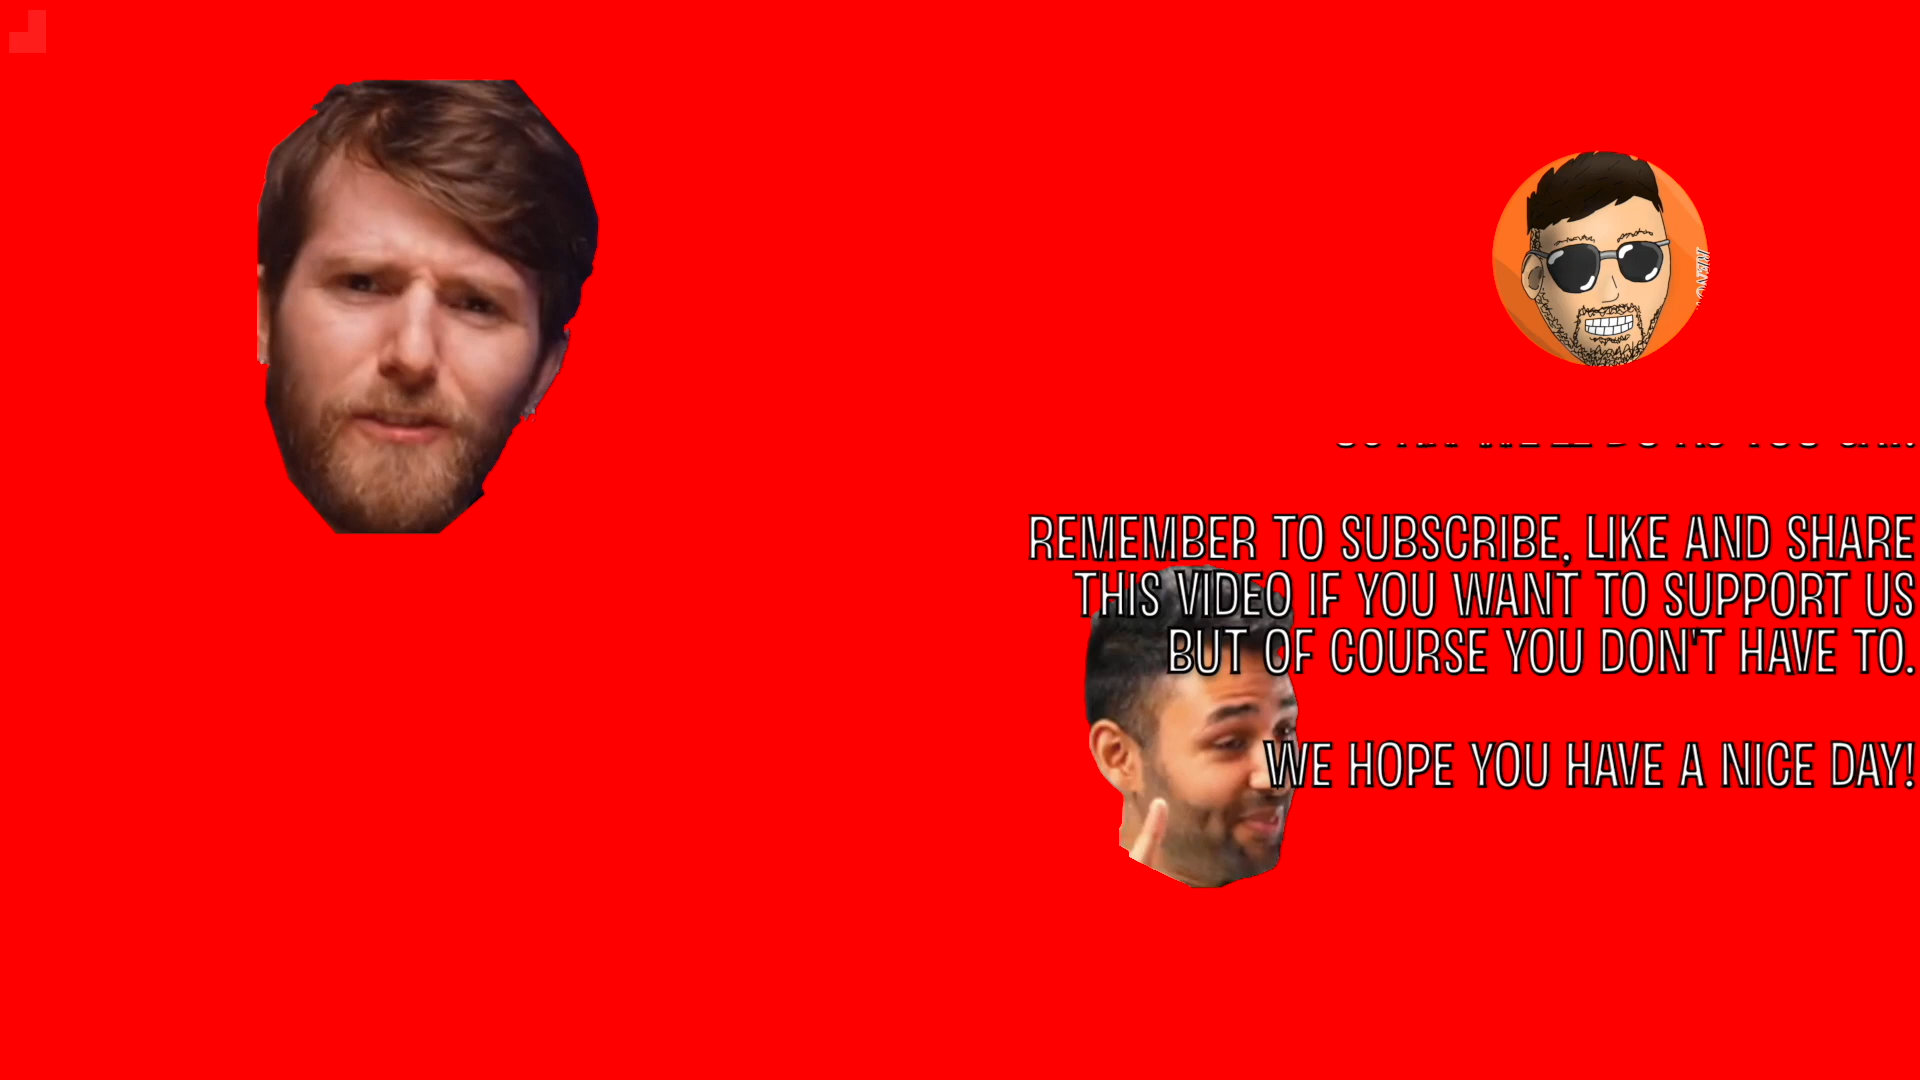 REMEMBER TO SUBSCRIBE, LIKE AND SHARE
THIS VIDEO IF YOU WANT TO SUPPORT US
BUT OF COURSE YOU DON'T HAVE TO.
WE HOPE YOU HAVE A NICE DAY!